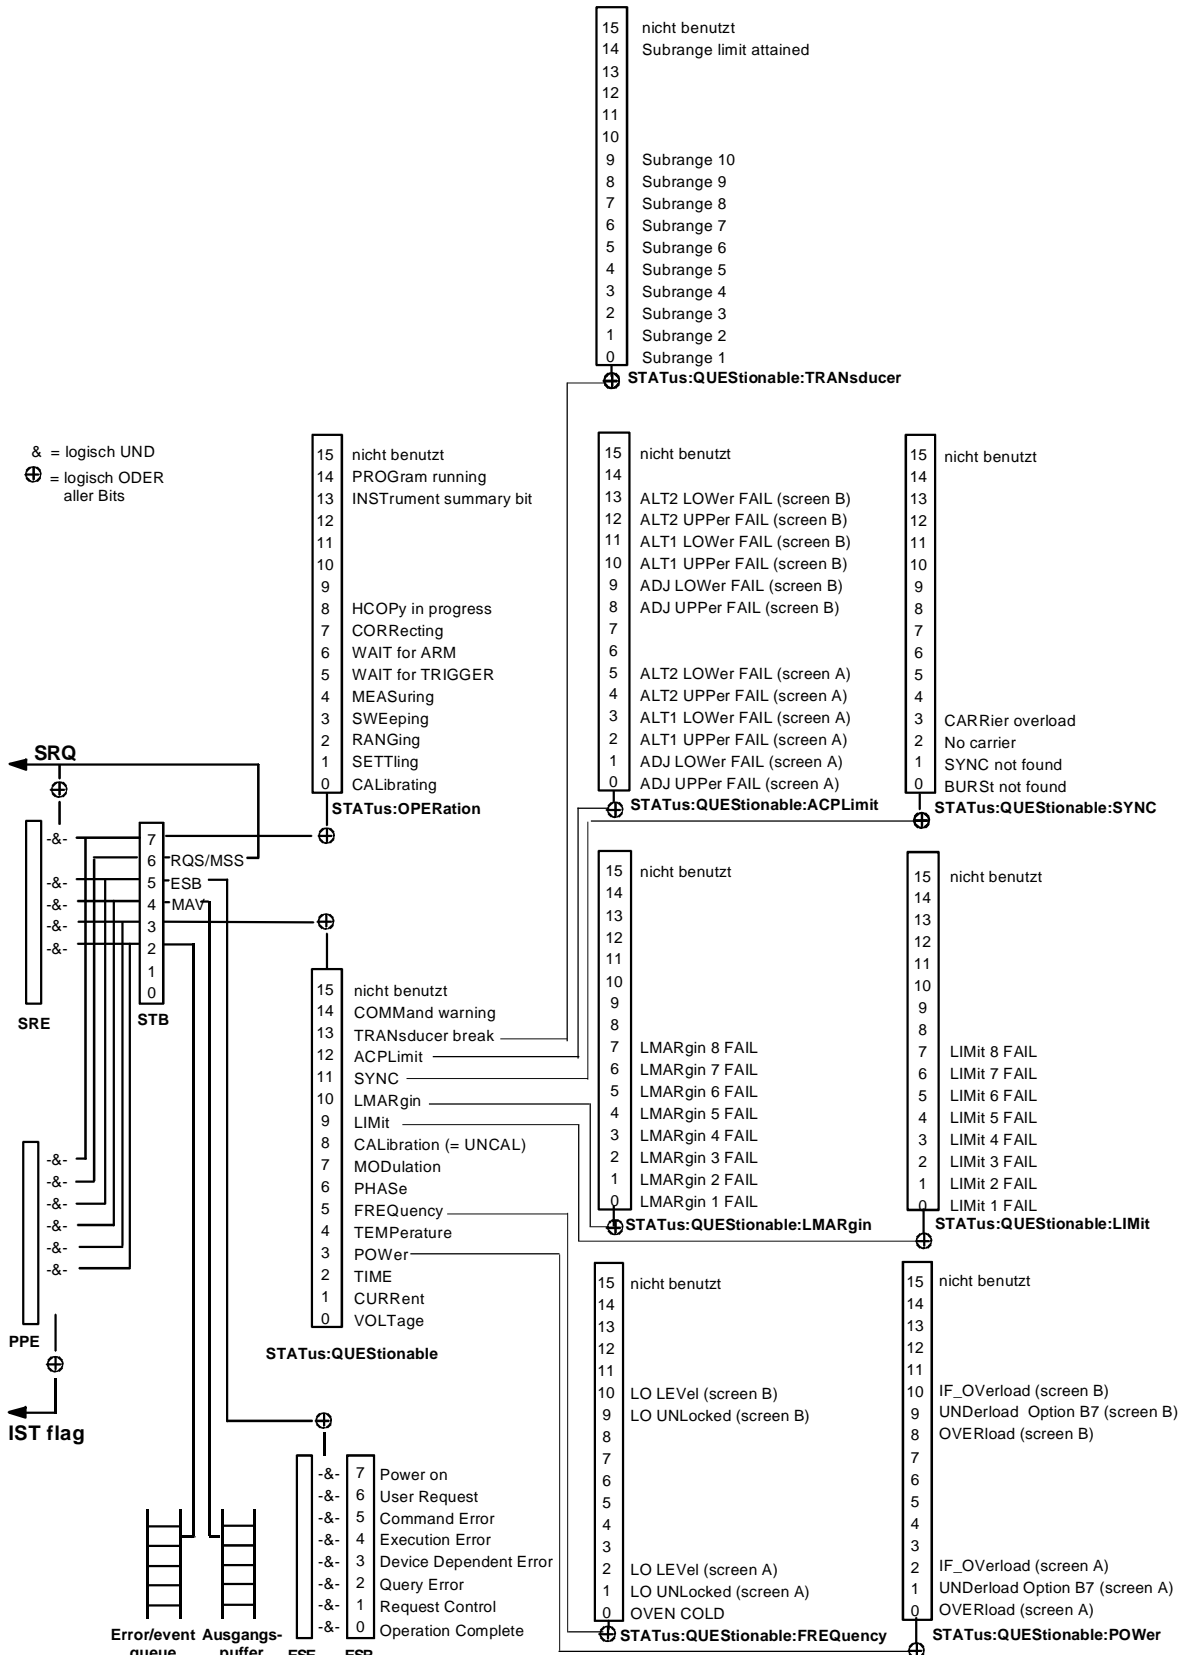 15 nicht benutzt
14 Subrange limit attained
13
12
11
10
9 Subrange 10
8 Subrange 9
7 Subrange 8
6 Subrange 7
5 Subrange 6
4 Subrange 5
3 Subrange 4
2 Subrange 3
1 Subrange 2
0 Subrange 1
STATus:QUEStionable:TRANsducer
& = logisch UND
⊕ = logisch ODER
aller Bits
15 nicht benutzt
14 PROGram running
13 INSTrument summary bit
12
11
10
9
8 HCOPy in progress
7 CORRecting
6 WAIT for ARM
5 WAIT for TRIGGER
4 MEASuring
3 SWEeping
2 RANGing
1 SETTling
0 CALibrating
STATus:OPERation
15 nicht benutzt
14
13 ALT2 LOWer FAIL (screen B)
12 ALT2 UPPer FAIL (screen B)
11 ALT1 LOWer FAIL (screen B)
10 ALT1 UPPer FAIL (screen B)
9 ADJ LOWer FAIL (screen B)
8 ADJ UPPer FAIL (screen B)
7
6
5 ALT2 LOWer FAIL (screen A)
4 ALT2 UPPer FAIL (screen A)
3 ALT1 LOWer FAIL (screen A)
2 ALT1 UPPer FAIL (screen A)
1 ADJ LOWer FAIL (screen A)
0 ADJ UPPer FAIL (screen A)
STATus:QUEStionable:ACPLimit
15 nicht benutzt
14
13
12
11
10
9
8
7
6
5
4
3 CARRier overload
2 No carrier
1 SYNC not found
0 BURSt not found
STATus:QUEStionable:SYNC
SRQ
-&-
-&-
-&-
-&-
-&-
SRE
7
6 RQS/MSS
5 ESB
4 MAV
3
2
1
0
STB
15 nicht benutzt
14 COMMand warning
13 TRANsducer break
12 ACPLimit
11 SYNC
10 LMARgin
9 LIMit
8 CALibration (= UNCAL)
7 MODulation
6 PHASe
5 FREQuency
4 TEMPerature
3 POWer
2 TIME
1 CURRent
0 VOLTage
STATus:QUEStionable
15 nicht benutzt
14
13
12
11
10
9
8
7 LMARgin 8 FAIL
6 LMARgin 7 FAIL
5 LMARgin 6 FAIL
4 LMARgin 5 FAIL
3 LMARgin 4 FAIL
2 LMARgin 3 FAIL
1 LMARgin 2 FAIL
0 LMARgin 1 FAIL
STATus:QUEStionable:LMARgin
15 nicht benutzt
14
13
12
11
10
9
8
7 LIMit 8 FAIL
6 LIMit 7 FAIL
5 LIMit 6 FAIL
4 LIMit 5 FAIL
3 LIMit 4 FAIL
2 LIMit 3 FAIL
1 LIMit 2 FAIL
0 LIMit 1 FAIL
STATus:QUEStionable:LIMit
-&-
-&-
-&-
-&-
-&-
-&-
PPE
IST flag
15 nicht benutzt
14
13
12
11
10 LO LEVel (screen B)
9 LO UNLocked (screen B)
8
7
6
5
4
3
2 LO LEVel (screen A)
1 LO UNLocked (screen A)
0 OVEN COLD
STATus:QUEStionable:FREQuency
15 nicht benutzt
14
13
12
11
10 IF_OVerload (screen B)
9 UNDerload Option B7 (screen B)
8 OVERload (screen B)
7
6
5
4
3
2 IF_OVerload (screen A)
1 UNDerload Option B7 (screen A)
0 OVERload (screen A)
STATus:QUEStionable:POWer
-&- 7 Power on
-&- 6 User Request
-&- 5 Command Error
-&- 4 Execution Error
-&- 3 Device Dependent Error
-&- 2 Query Error
-&- 1 Request Control
-&- 0 Operation Complete
ESE ESR
Error/event
queue
Ausgangs-
puffer